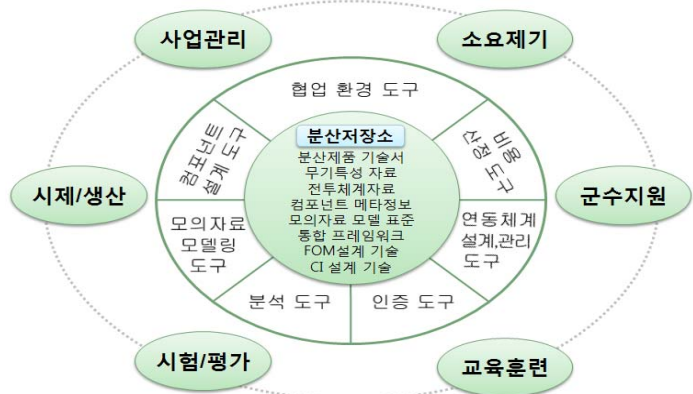 사업관리
소요제기
협업 환경 도구
컴포넌트
설계 도구
비용
산정 도구
분산저장소
분산제품 기술서
무기특성 자료
전투체계자료
컴포넌트 메타정보
모의자료 모델 표준
통합 프레임워크
FOM설계 기술
CI 설계 기술
시제/생산
군수지원
모의자료
모델링
도구
연동체계
설계,관리
도구
분석 도구
인증 도구
시험/평가
교육훈련